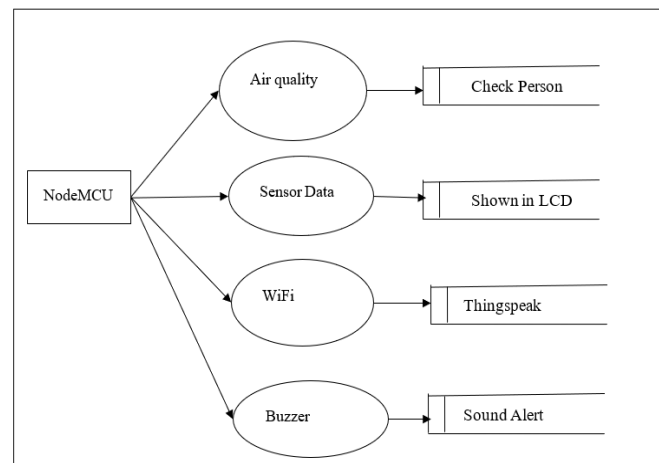 Air quality
Check Person
NodeMCU
Sensor Data
Shown in LCD
WiFi
Thingspeak
Buzzer
Sound Alert